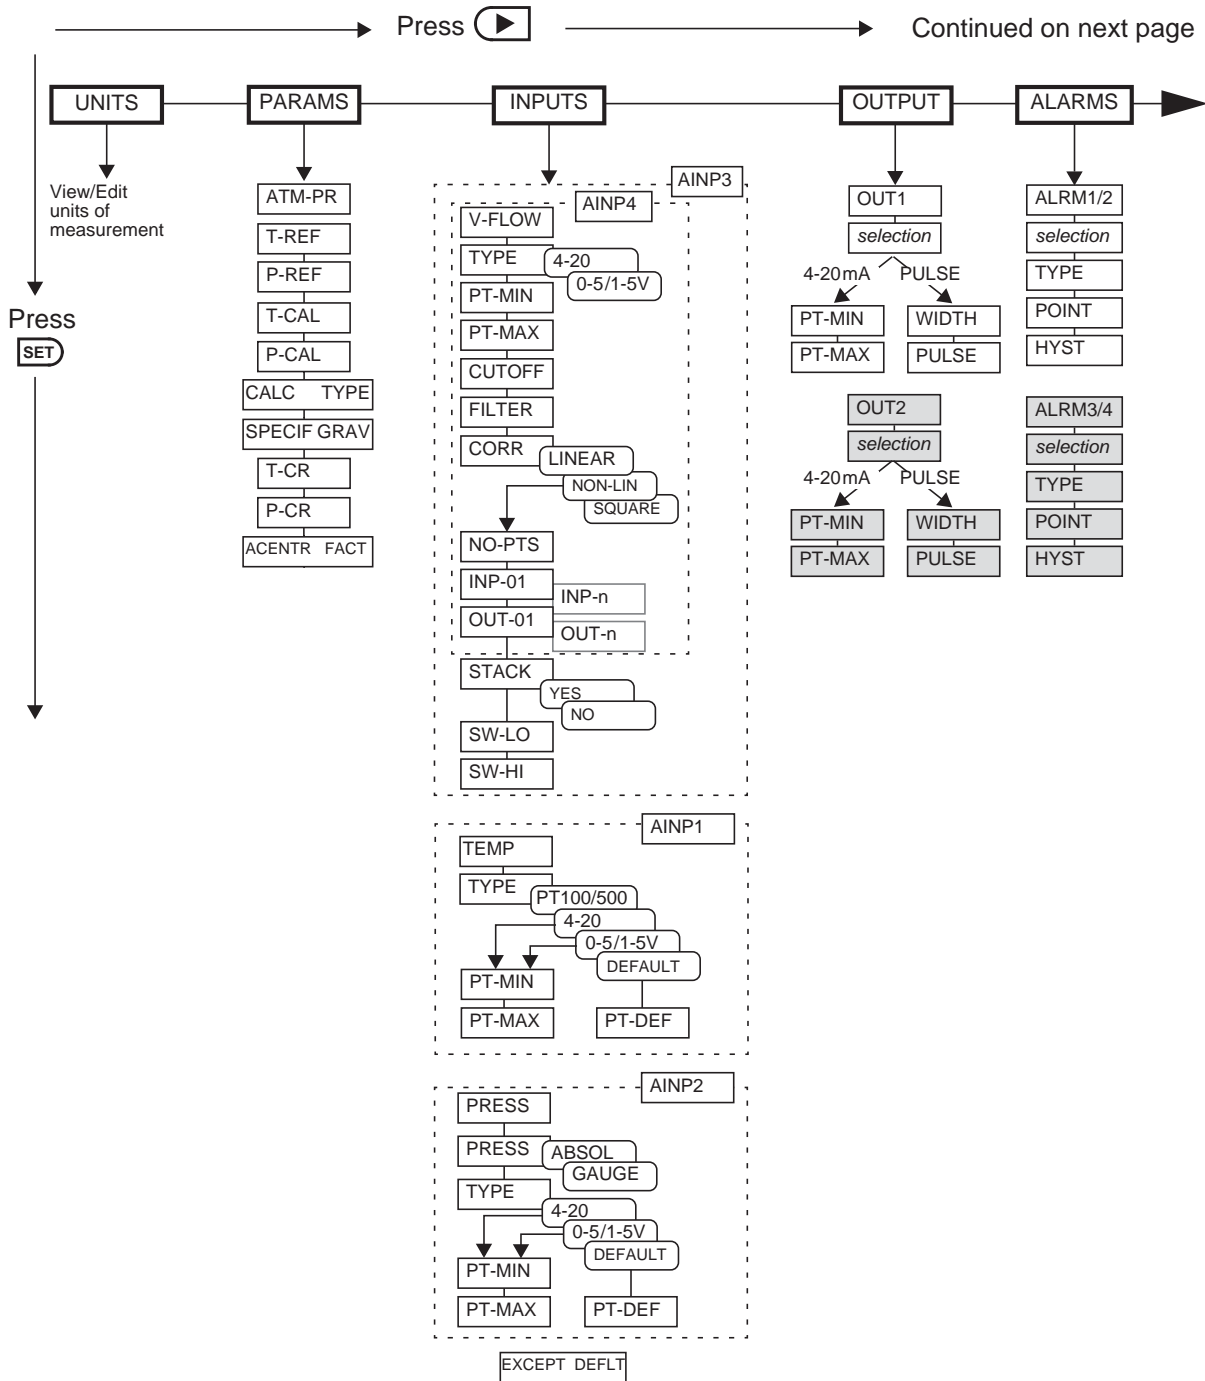 Press
Continued on next page
UNITS
PARAMS
INPUTS
OUTPUT
ALARMS
View/Edit
units of
measurement
Press
SET
ATM-PR
T-REF
P-REF
T-CAL
P-CAL
CALC TYPE
SPECIF GRAV
T-CR
P-CR
ACENTR FACT
AINP3
AINP4
V-FLOW
TYPE
4-20
0-5/1-5V
PT-MIN
PT-MAX
CUTOFF
FILTER
CORR
LINEAR
NON-LIN
SQUARE
NO-PTS
INP-01
INP-n
OUT-01
OUT-n
STACK
YES
NO
SW-LO
SW-HI
AINP1
TEMP
TYPE
PT100/500
4-20
0-5/1-5V
DEFAULT
PT-MIN
PT-MAX
PT-DEF
AINP2
PRESS
PRESS
ABSOL
GAUGE
TYPE
4-20
0-5/1-5V
DEFAULT
PT-MIN
PT-MAX
PT-DEF
EXCEPT DEFLT
OUT1
selection
4-20mA
PULSE
PT-MIN
WIDTH
PT-MAX
PULSE
OUT2
selection
4-20mA
PULSE
PT-MIN
WIDTH
PT-MAX
PULSE
ALRM1/2
selection
TYPE
POINT
HYST
ALRM3/4
selection
TYPE
POINT
HYST